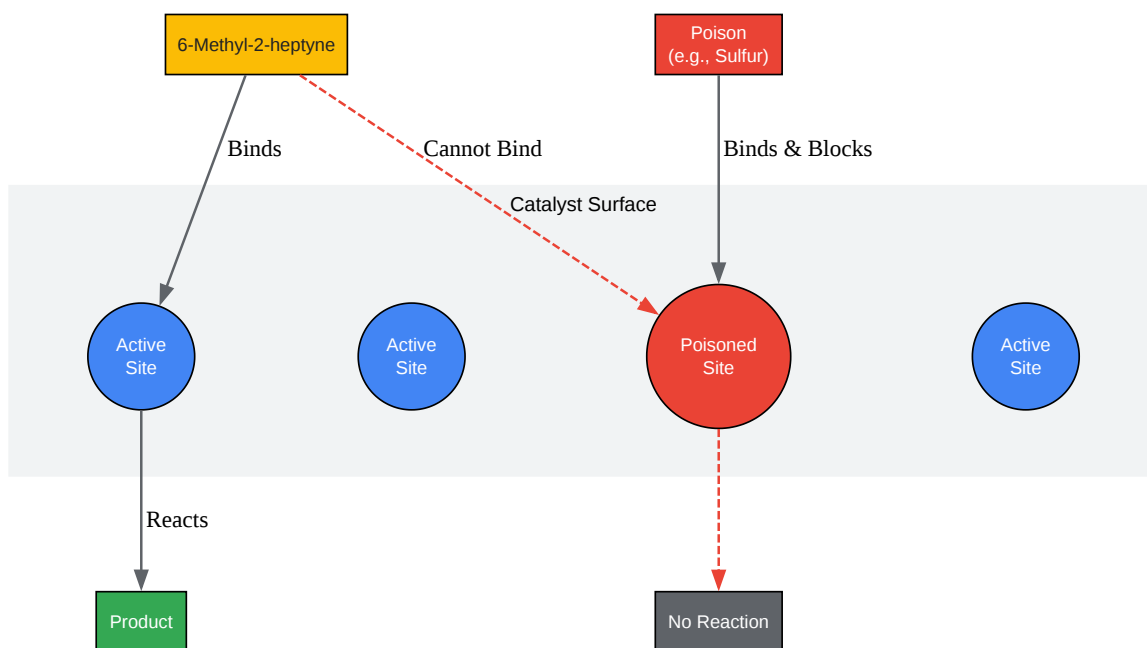 6-Methyl-2-heptyne
Poison
(e.g., Sulfur)
Binds
Cannot Bind
Binds & Blocks
Catalyst Surface
Active
Site
Active
Site
Poisoned
Site
Active
Site
Reacts
Product
No Reaction